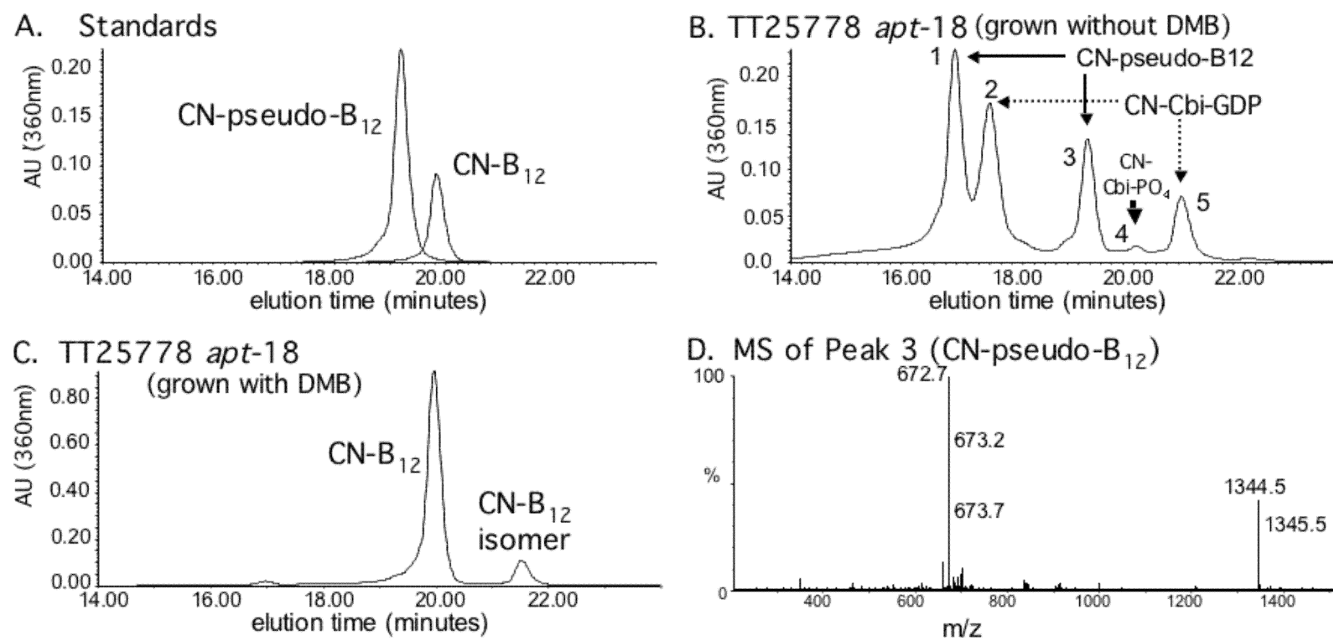 A. Standards
AU (360nm)
0.20
0.15
0.10
0.05
0.00
CN-pseudo-B12
CN-B12
14.00 18.00 20.00 22.00
elution time (minutes)
B. TT25778 apt-18 (grown without DMB)
AU (360nm)
0.20
0.15
0.10
0.05
0.0
1
2
3
4
5
CN-pseudo-B12
CN-Cbi-GDP
CN-
Cbi-PO4
14.00 16.00 18.00 20.00 22.00
elution time (minutes)
C. TT25778 apt-18
(grown with DMB)
AU (360nm)
0.80
0.60
0.40
0.20
0.00
CN-B12
CN-B12
isomer
14.00 16.00 18.00 20.00 22.00
elution time (minutes)
D. MS of Peak 3 (CN-pseudo-B12)
100
%
0
672.7
673.2
673.7
1344.5
1345.5
400 600 800 1000 1200 1400
m/z